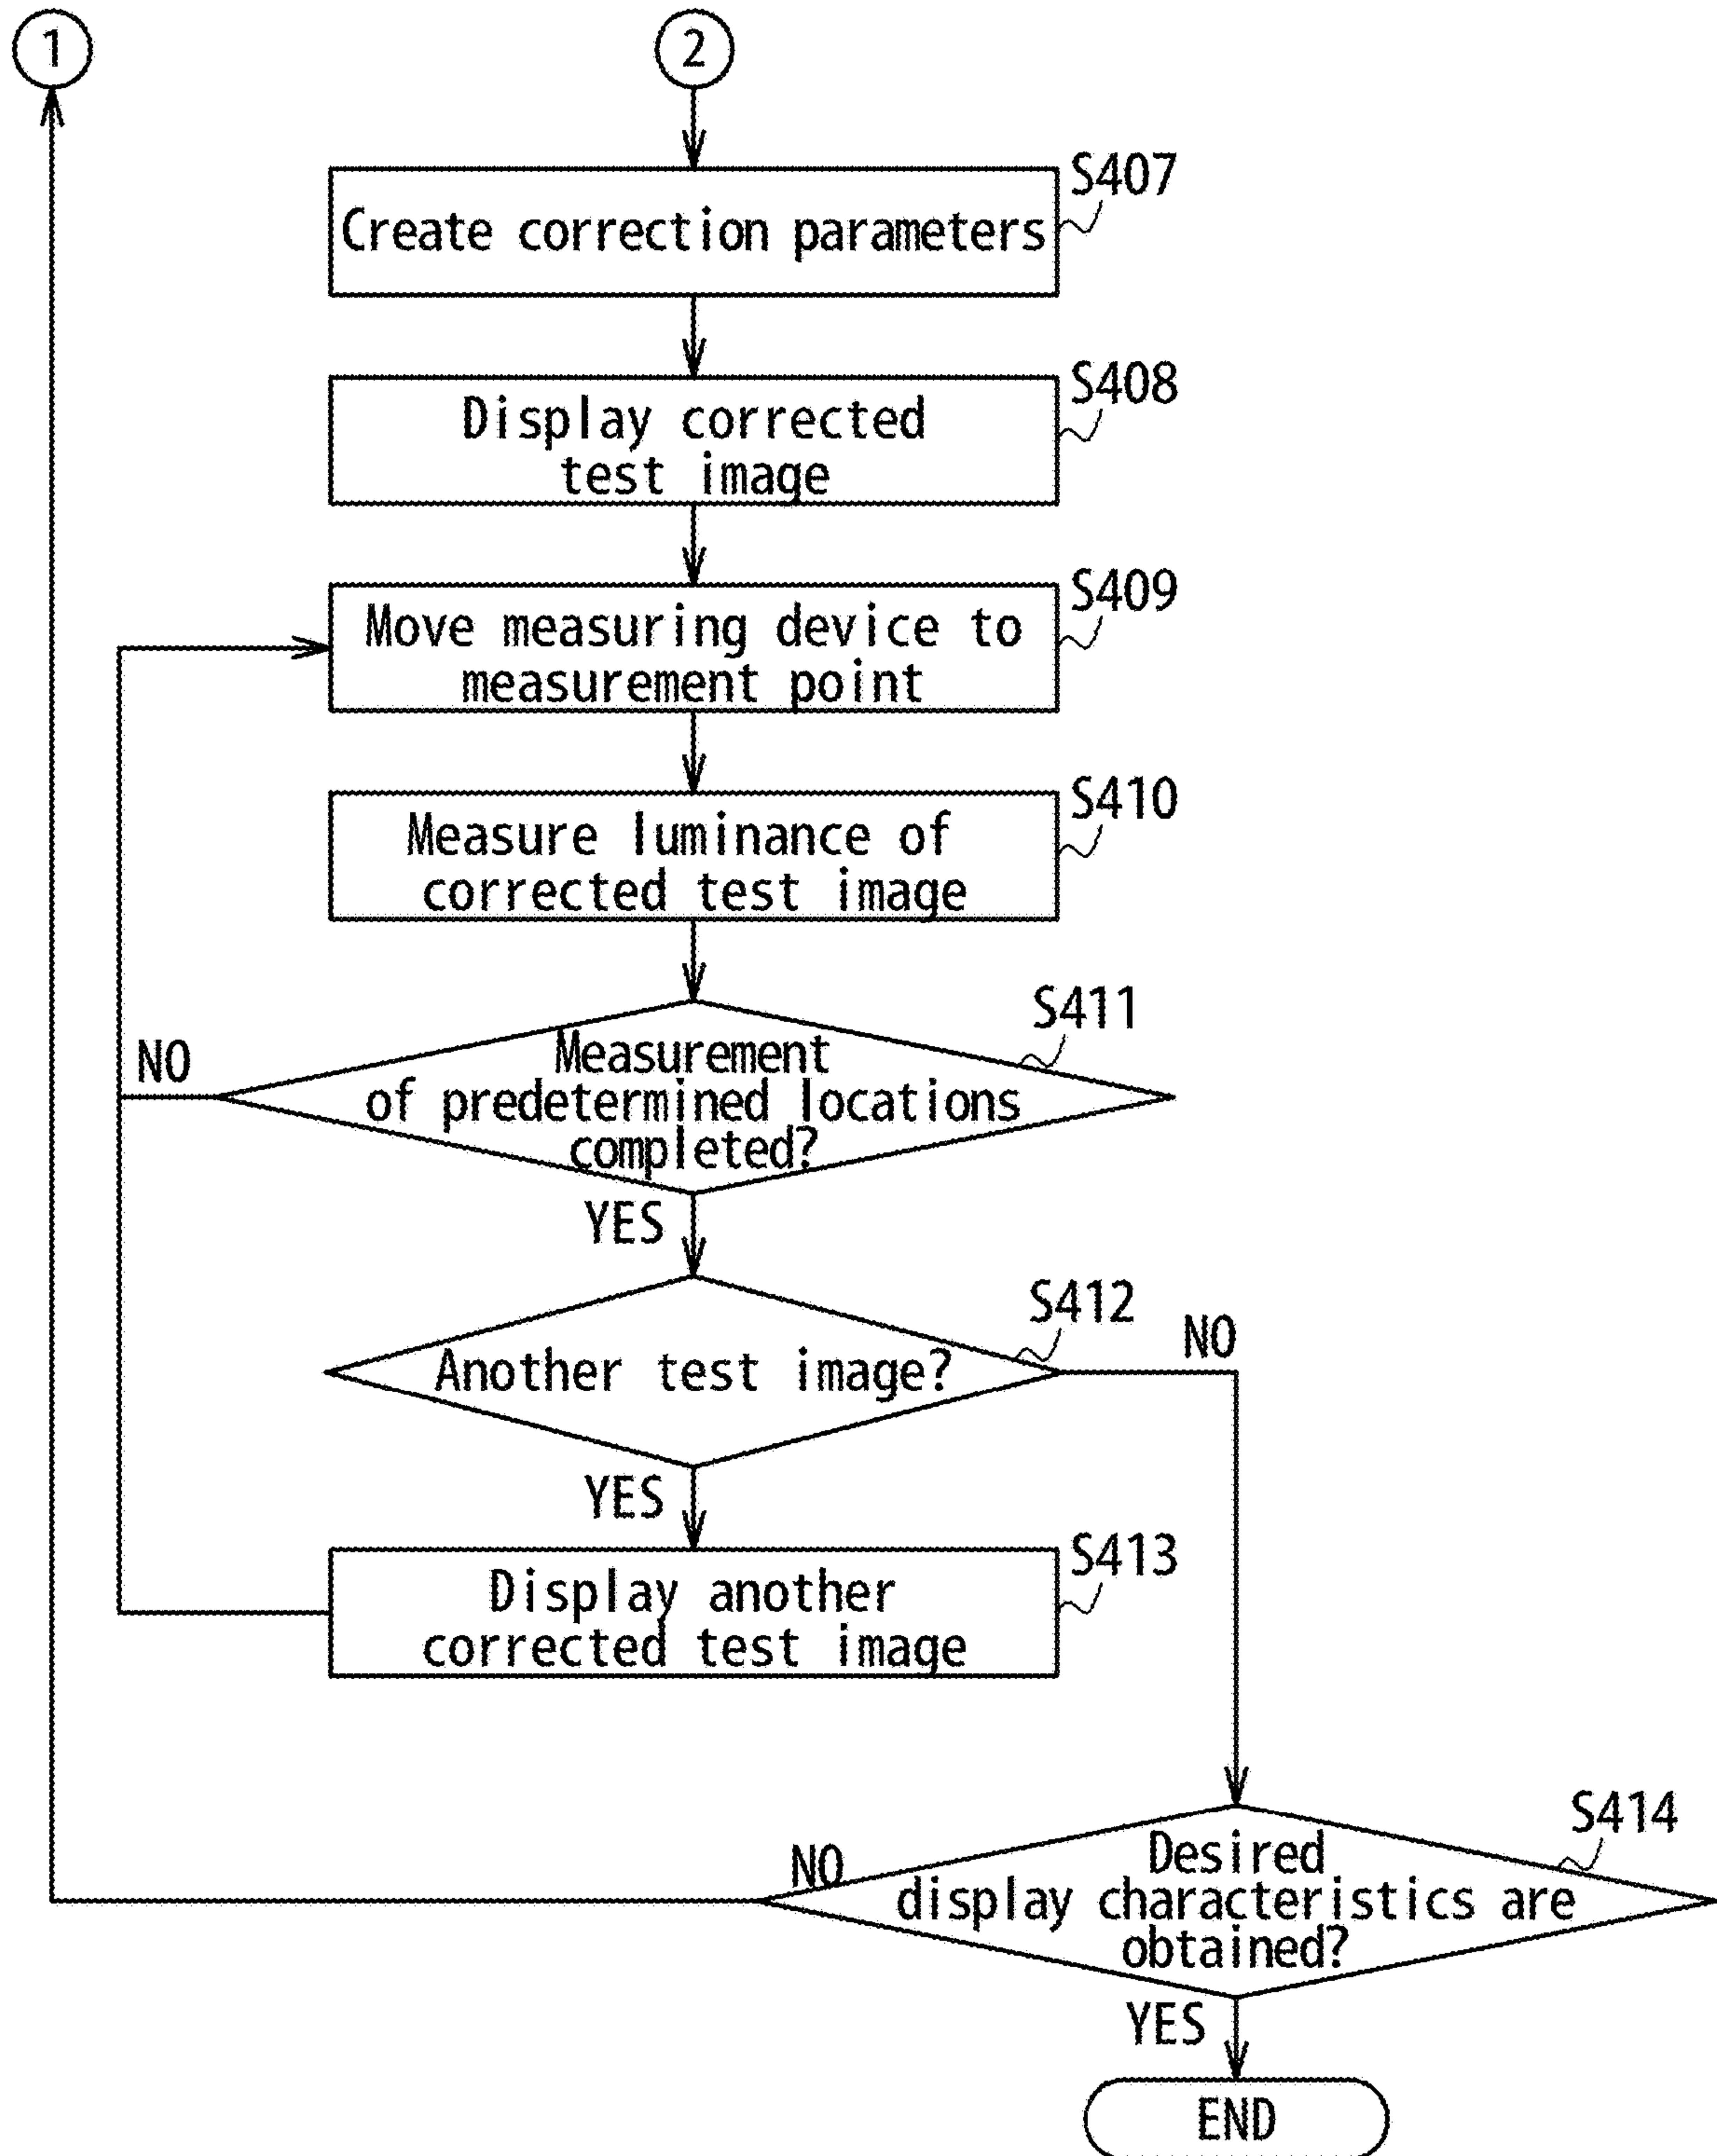 1
2
S407
Create correction parameters
S408
Display corrected
test image
S409
Move measuring device to
measurement point
S410
Measure luminance of
corrected test image
S411
NO
Measurement
of predetermined locations
completed?
YES
S412
NO
Another test image?
YES
S413
Display another
corrected test image
S414
NO
Desired
display characteristics are
obtained?
YES
END